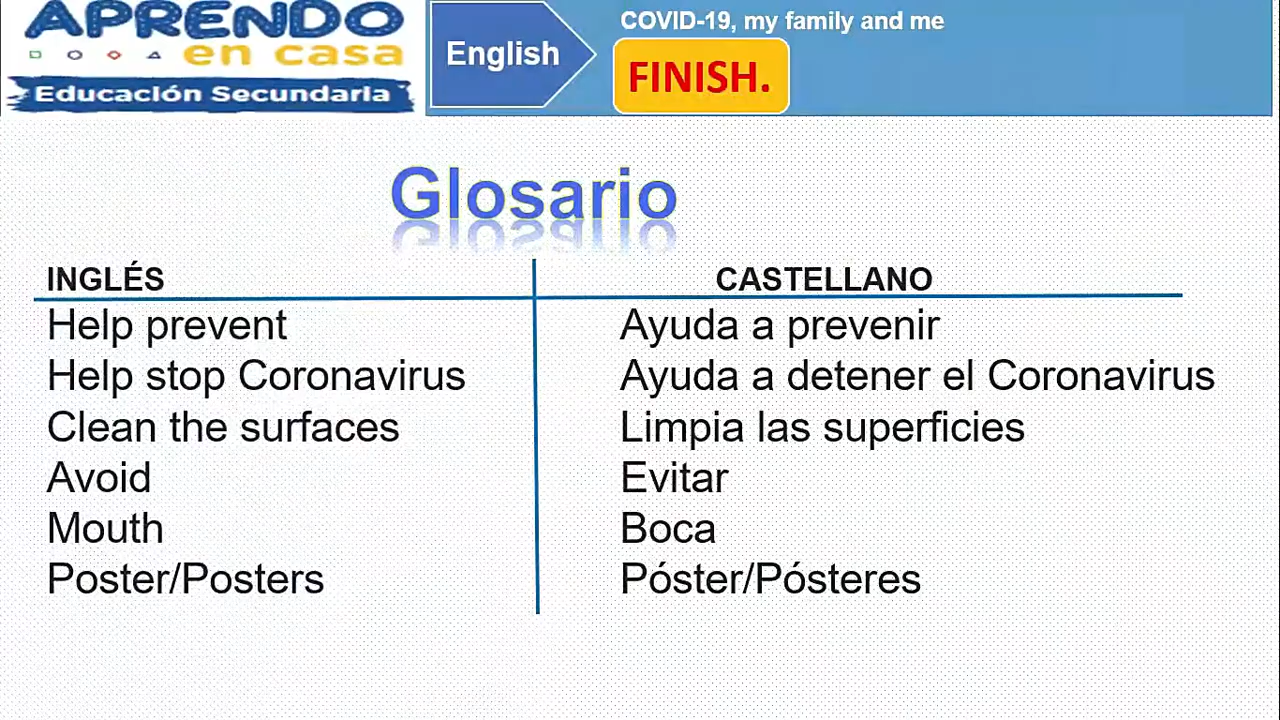 APRENDO
en casa
Educación Secundaria
English
COVID-19, my family and me
FINISH.
Glosario
INGLÉS CASTELLANO
Help prevent Ayuda a prevenir
Help stop Coronavirus Ayuda a detener el Coronavirus
Clean the surfaces Limpia las superficies
Avoid Evitar
Mouth Boca
Poster/Posters Póster/Pósteres